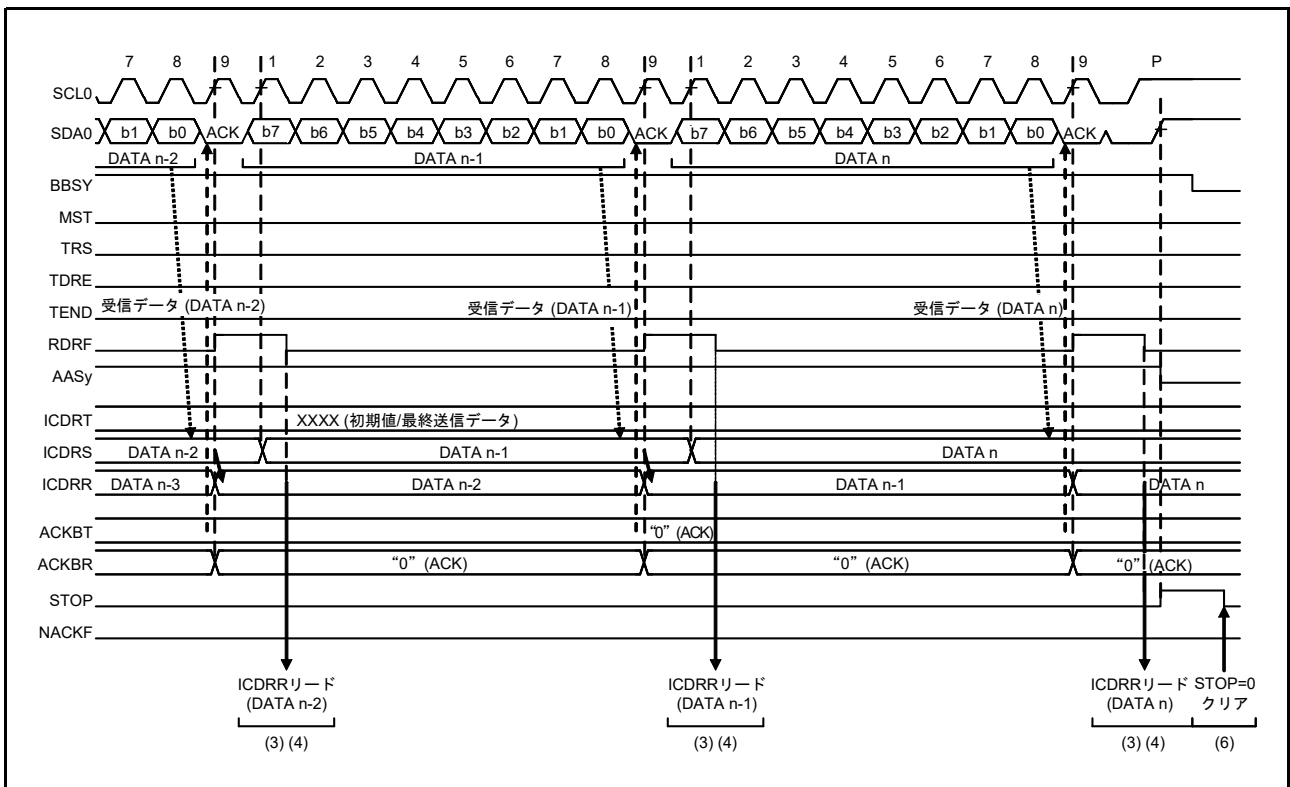 7 8 9 1 2 3 4 5 6 7 8 9 1 2 3 4 5 6 7 8 9 P
SCL0
SDA0 b1 b0 ACK b7 b6 b5 b4 b3 b2 b1 b0 ACK b7 b6 b5 b4 b3 b2 b1 b0 ACK
DATA n-2 DATA n-1 DATA n
BBSY
MST
TRS
TDRE
TEND 受信データ (DATA n-2) 受信データ (DATA n-1) 受信データ (DATA n)
RDRF
AASy
ICDRT XXXX (初期値/最終送信データ)
ICDRS DATA n-2 DATA n-1 DATA n
ICDRR DATA n-3 DATA n-2 DATA n-1 DATA n
ACKBT “0” (ACK)
ACKBR “0” (ACK) “0” (ACK) “0” (ACK)
STOP
NACKF
ICDRRリード ICDRRリード ICDRRリード STOP=0
(DATA n-2) (DATA n-1) (DATA n) クリア
(3) (4) (3) (4) (3) (4) (6)